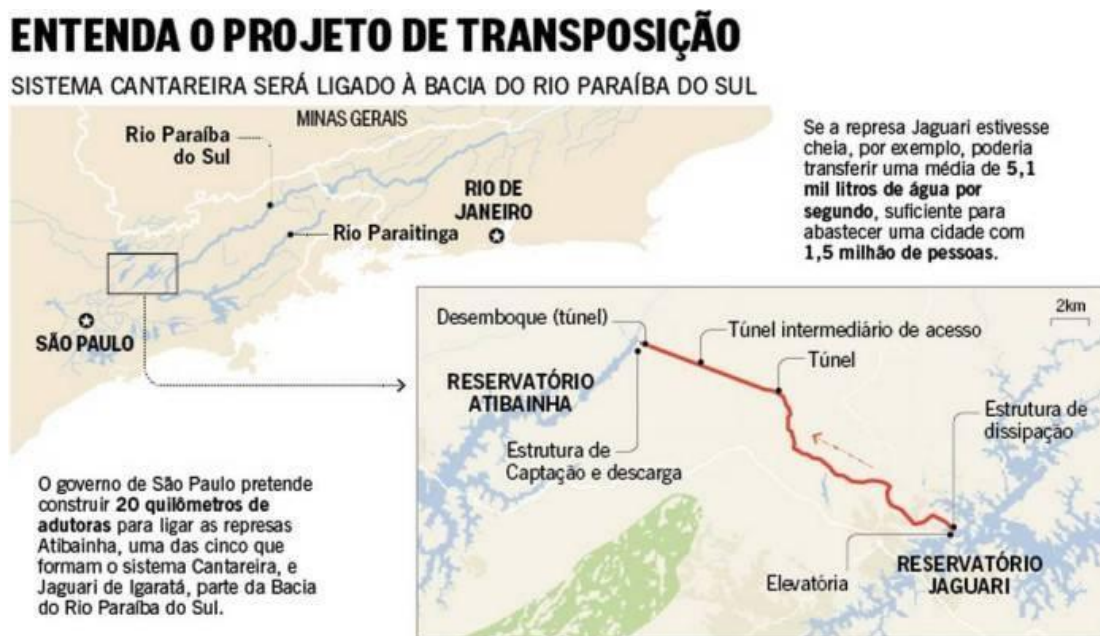 ENTENDA O PROJETO DE TRANSPOSIÇÃO
SISTEMA CANTAREIRA SERÁ LIGADO À BACIA DO RIO PARAÍBA DO SUL
MINAS GERAIS
Rio Paraíba
do Sul
RIO DE
JANEIRO
Rio Paraitinga
SÃO PAULO
Se a represa Jaguari estivesse
cheia, por exemplo, poderia
transferir uma média de 5,1
mil litros de água por
segundo, suficiente para
abastecer uma cidade com
1,5 milhão de pessoas.
2km
Desemboque (túnel)
Túnel intermediário de acesso
Túnel
RESERVATÓRIO
ATIBAINHA
Estrutura de
dissipação
Estrutura de
Captação e descarga
Elevatória
RESERVATÓRIO
JAGUARI
O governo de São Paulo pretende
construir 20 quilômetros de
adutoras para ligar as represas
Atibainha, uma das cinco que
formam o sistema Cantareira, e
Jaguari de Igaratá, parte da Bacia
do Rio Paraíba do Sul.